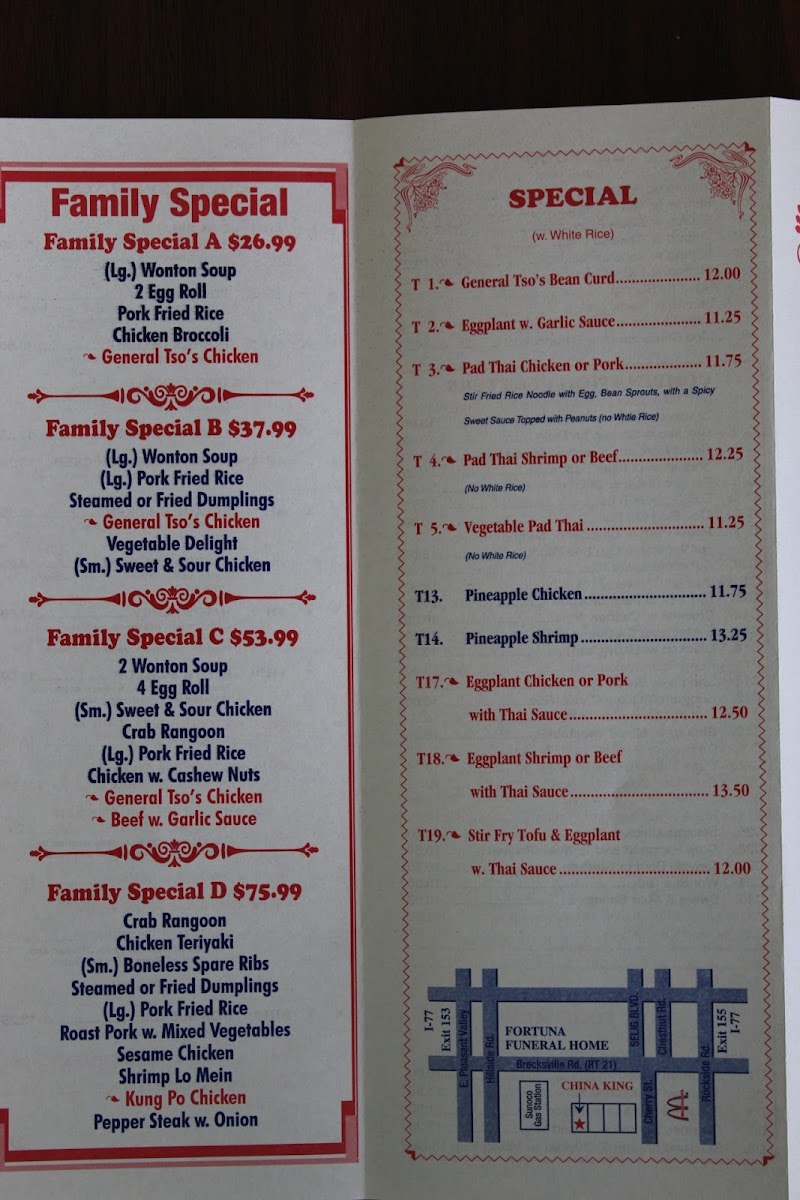 Family Special
Family Special A $26.99
(Lg.) Wonton Soup
2 Egg Roll
Pork Fried Rice
Chicken Broccoli
General Tso's Chicken
Family Special B $37.99
(Lg.) Wonton Soup
(Lg.) Pork Fried Rice
Steamed or Fried Dumplings
General Tso's Chicken
Vegetable Delight
(Sm.) Sweet & Sour Chicken
Family Special C $53.99
2 Wonton Soup
4 Egg Roll
(Sm.) Sweet & Sour Chicken
Crab Rangoon
(Lg.) Pork Fried Rice
Chicken w. Cashew Nuts
General Tso's Chicken
Beef w. Garlic Sauce
Family Special D $75.99
Crab Rangoon
Chicken Teriyaki
(Sm.) Boneless Spare Ribs
Steamed or Fried Dumplings
(Lg.) Pork Fried Rice
Roast Pork w. Mixed Vegetables
Sesame Chicken
Shrimp Lo Mein
Kung Po Chicken
Pepper Steak w. Onion
SPECIAL
(w. White Rice)
T 1. General Tso's Bean Curd..................... 12.00
T 2. Eggplant w. Garlic Sauce..................... 11.25
T 3. Pad Thai Chicken or Pork................... 11.75
Stir Fried Rice Noodle with Egg, Bean Sprouts, with a Spicy
Sweet Sauce Topped with Peanuts (no Whtie Rice)
T 4. Pad Thai Shrimp or Beef..................... 12.25
(No White Rice)
T 5. Vegetable Pad Thai ............................. 11.25
(No White Rice)
T13. Pineapple Chicken .............................. 11.75
T14. Pineapple Shrimp ............................... 13.25
T17. Eggplant Chicken or Pork
with Thai Sauce.................................. 12.50
T18. Eggplant Shrimp or Beef
with Thai Sauce.................................. 13.50
T19. Stir Fry Tofu & Eggplant
w. Thai Sauce ..................................... 12.00
I-77
Exit 153
E. Pleasant Valley
Hillside Rd.
FORTUNA
FUNERAL HOME
SELIG BLVD.
Chestnut Rd.
Exit 155
I-77
Brecksville Rd. (RT 21)
Rockside Rd.
Sunoco
Gas Station
CHINA KING
Cherry St.